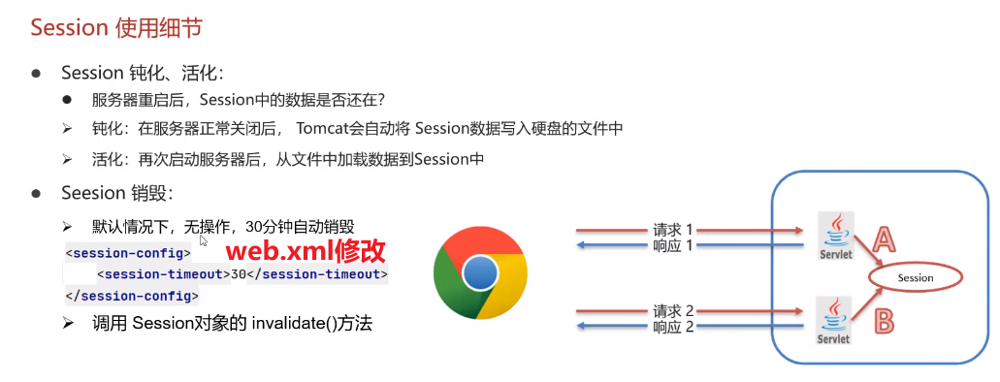 Session 使用细节
Session 钝化、活化：
服务器重启后，Session中的数据是否还在？
钝化：在服务器正常关闭后， Tomcat会自动将 Session数据写入硬盘的文件中
活化：再次启动服务器后，从文件中加载数据到Session中
Seesion 销毁：
默认情况下，无操作，30分钟自动销毁
<session-config>
web.xml修改
<session-timeout>30</session-timeout>
</session-config>
调用 Session对象的 invalidate()方法
请求 1
响应 1
Servlet
A
Session
请求 2
响应 2
Servlet
B